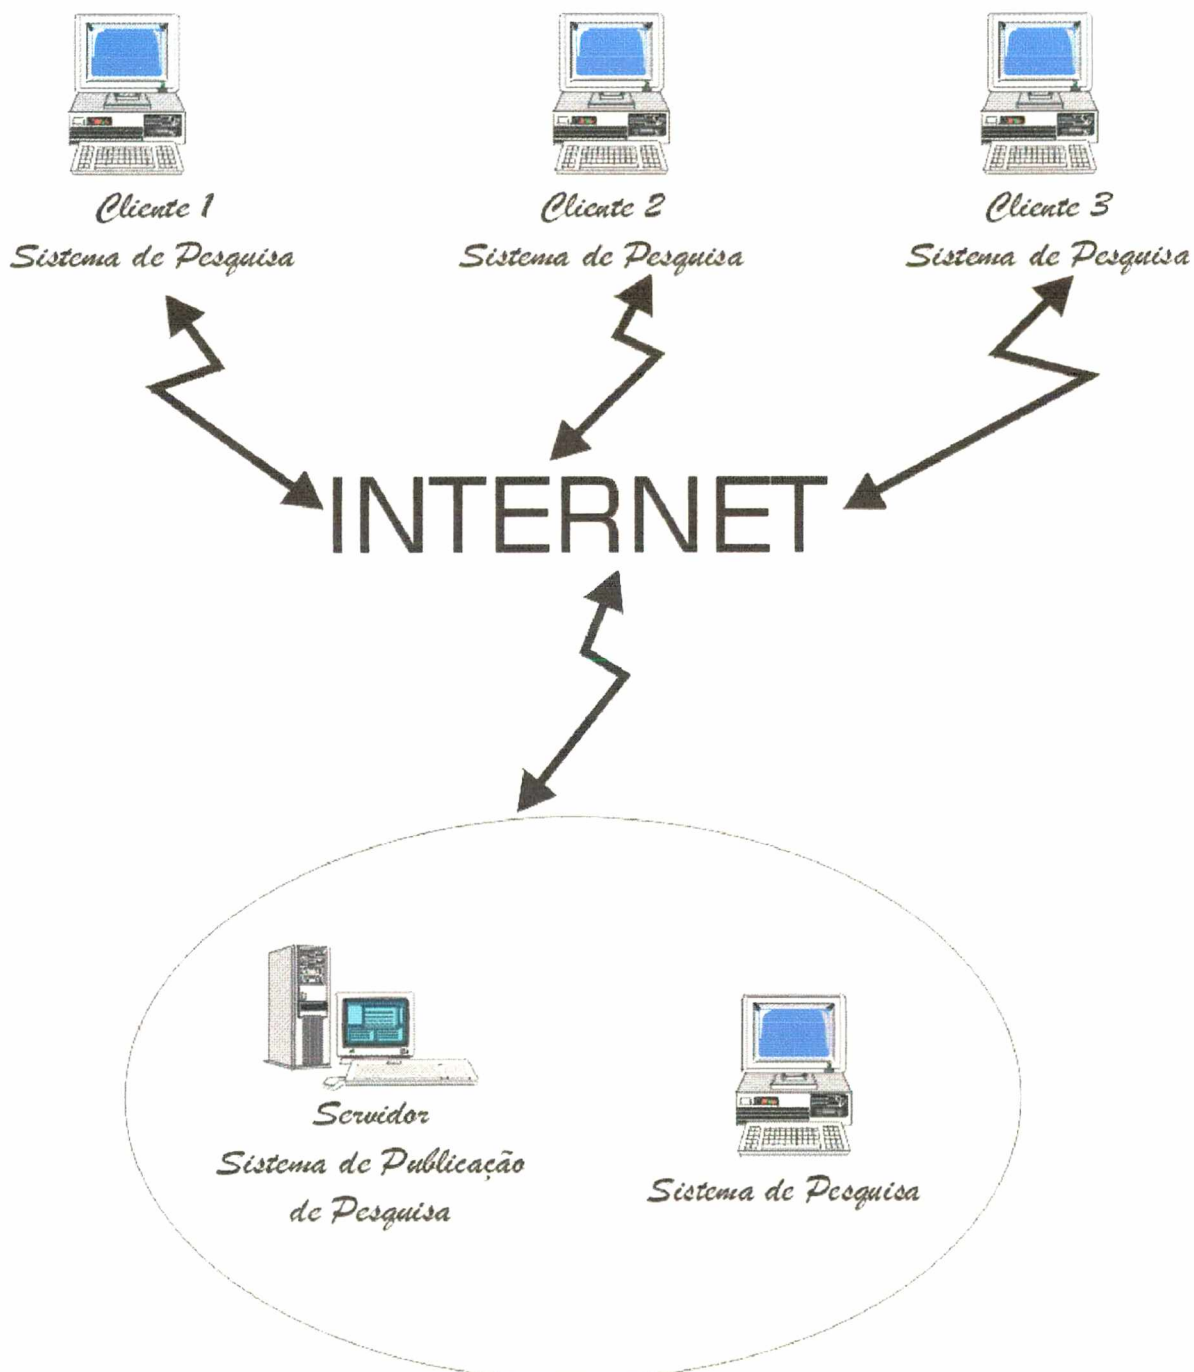 Cliente 1
Sistema de Pesquisa
Cliente 2
Sistema de Pesquisa
Cliente 3
Sistema de Pesquisa
INTERNET
Servidor
Sistema de Publicação
de Pesquisa
Sistema de Pesquisa